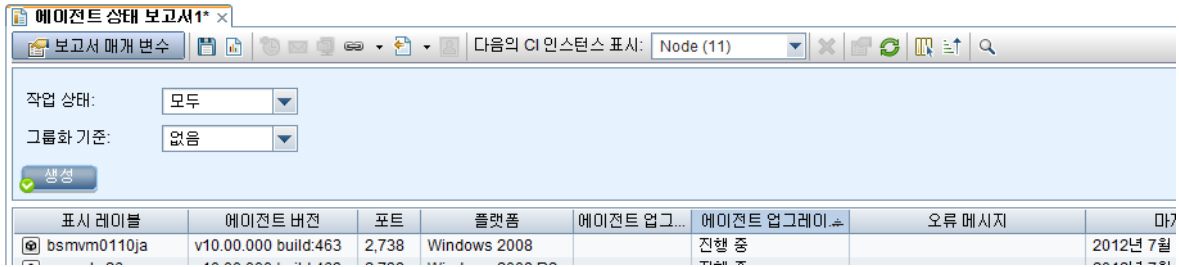 에이전트 상태 보고서1*
보고서 매개 변수 다음의 CI 인스턴스 표시: Node (11)
작업 상태: 모두
그룹화 기준: 없음
생성
표시 레이블 에이전트 버전 포트 플랫폼 에이전트 업그... 에이전트 업그레이... 오류 메시지
bsmvm0110ja v10.00.000 build:463 2,738 Windows 2008 진행 중 2012년 7월